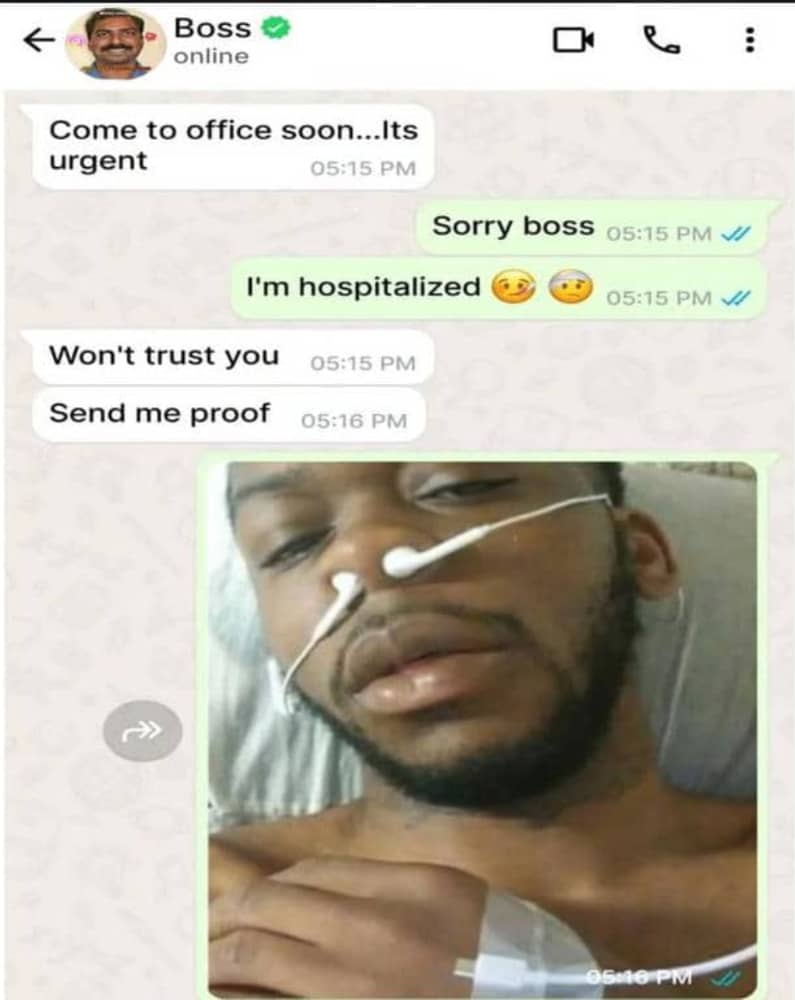 Boss
online
Come to office soon...Its
urgent
05:15 PM
Sorry boss 05:15 PM
I'm hospitalized 🤒 🤕 05:15 PM
Won't trust you 05:15 PM
Send me proof 05:16 PM
05:16 PM